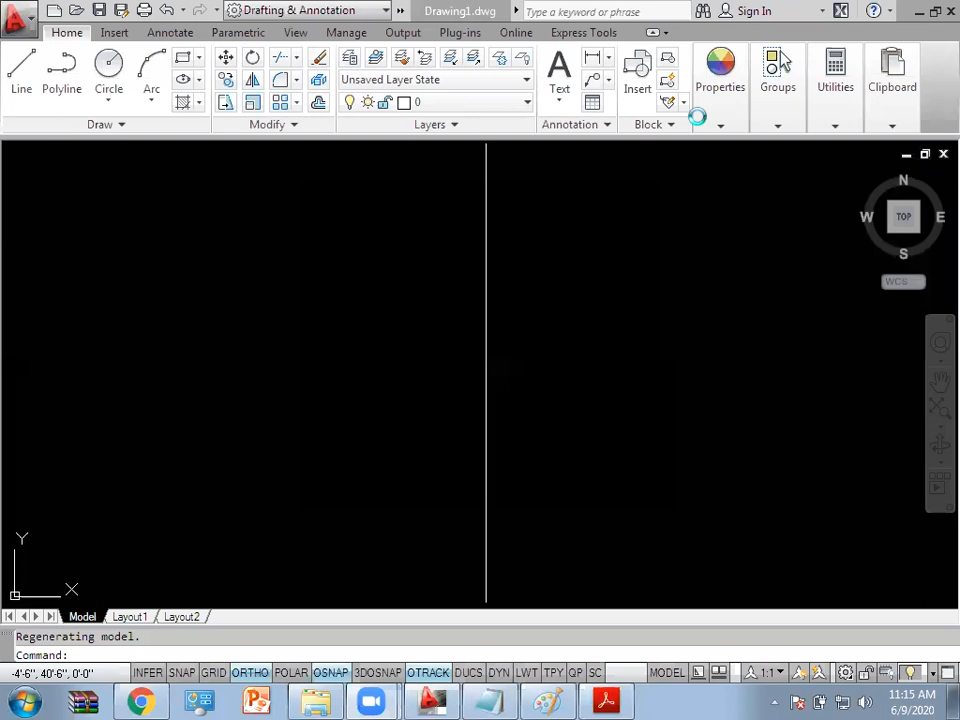 Drafting & Annotation
Drawing1.dwg
Type a keyword or phrase
Sign In
Home Insert Annotate Parametric View Manage Output Plug-ins Online Express Tools
Line Polyline Circle Arc
Unsaved Layer State
0
Text Insert Properties Groups Utilities Clipboard
Draw Modify Layers Annotation Block
N
W TOP E
S
WCS
Y
X
Model Layout1 Layout2
Regenerating model.
Command:
-4'6", 40'6", 0'0" INFER SNAP GRID ORTHO POLAR OSNAP 3DOSNAP OTRACK DUCS DYN LWT TPY QP SC MODEL 1:1
11:15 AM
6/9/2020